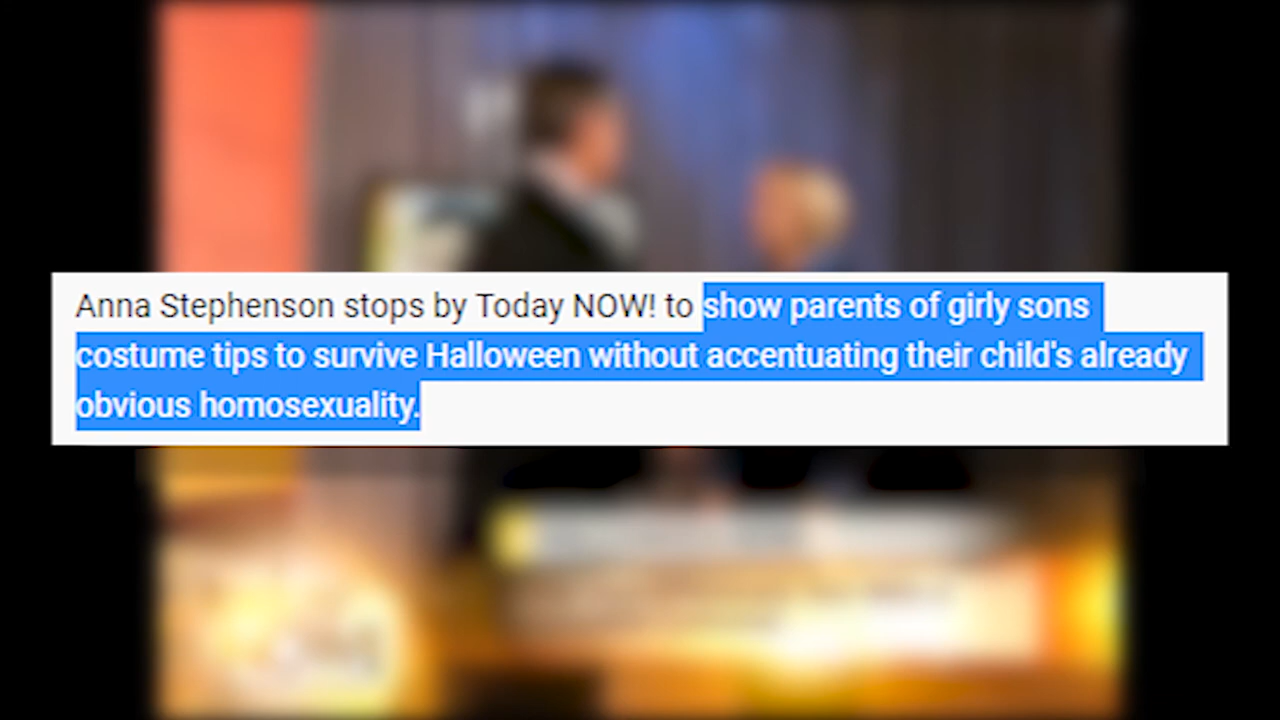 Anna Stephenson stops by Today NOW! to show parents of girly sons
costume tips to survive Halloween without accentuating their child's already
obvious homosexuality.